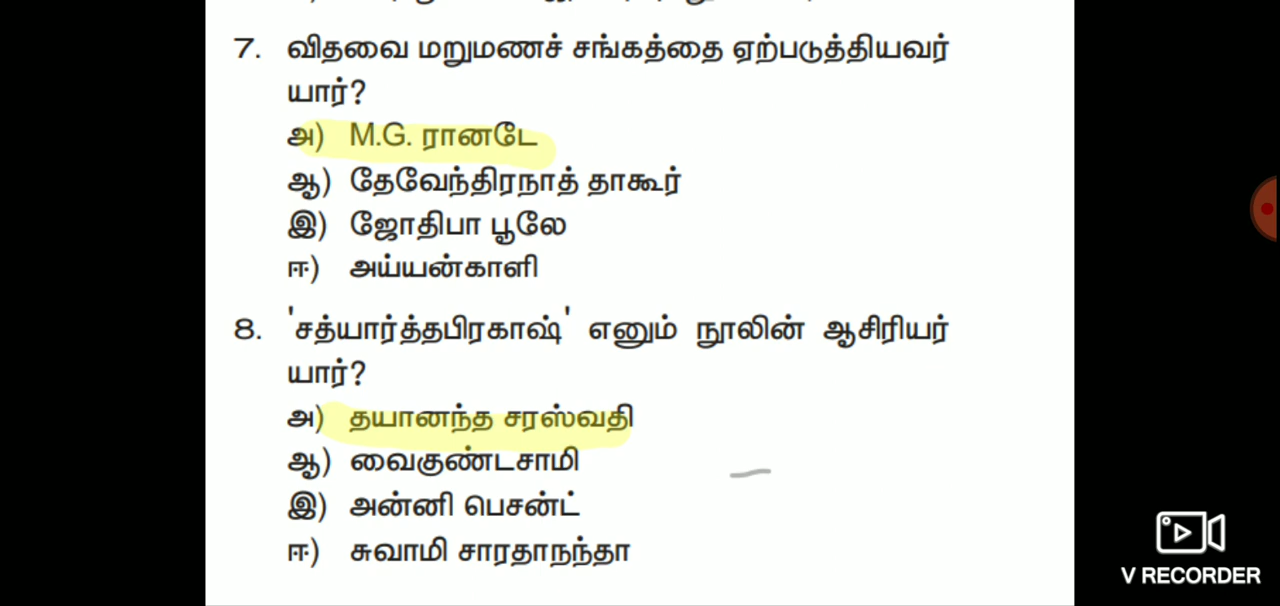 7. விதவை மறுமணச் சங்கத்தை ஏற்படுத்தியவர்
யார்?
அ) M.G. ரானடே
ஆ) தேவேந்திரநாத் தாகூர்
இ) ஜோதிபா பூலே
ஈ) அய்யன்காளி
8. 'சத்யார்த்தபிரகாஷ்' எனும் நூலின் ஆசிரியர்
யார்?
அ) தயானந்த சரஸ்வதி
ஆ) வைகுண்டசாமி
இ) அன்னி பெசன்ட்
ஈ) சுவாமி சாரதாநந்தா
V RECORDER